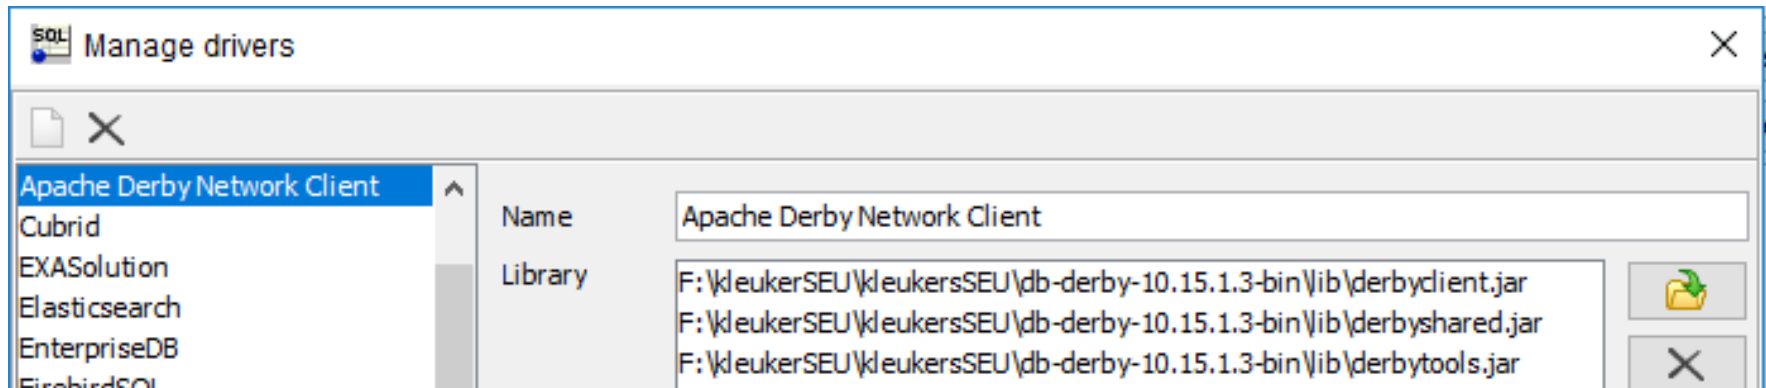 SQL Manage drivers
Apache Derby Network Client
Cubrid
EXASolution
Elasticsearch
EnterpriseDB
FirebirdSQL
Name Apache Derby Network Client
Library
F:\kleukerSEU\kleukersSEU\db-derby-10.15.1.3-bin\lib\derbyclient.jar
F:\kleukerSEU\kleukersSEU\db-derby-10.15.1.3-bin\lib\derbyshared.jar
F:\kleukerSEU\kleukersSEU\db-derby-10.15.1.3-bin\lib\derbytools.jar